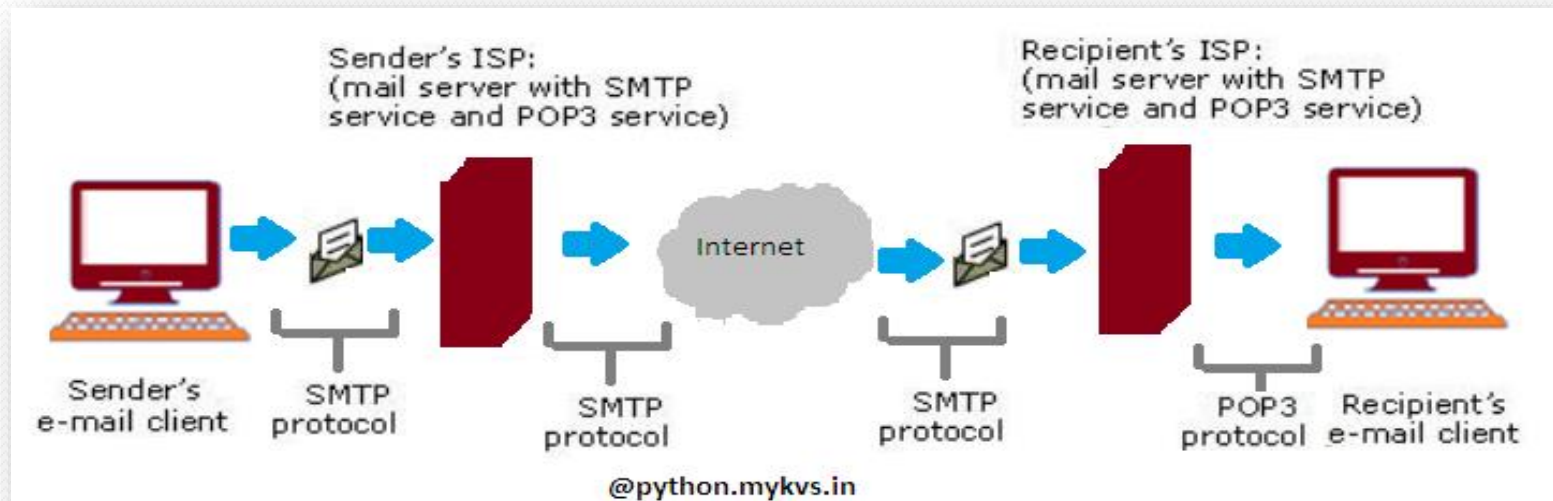 Sender's ISP:
(mail server with SMTP
service and POP3 service)
Recipient's ISP:
(mail server with SMTP
service and POP3 service)
Internet
Sender's
e-mail client
SMTP
protocol
SMTP
protocol
SMTP
protocol
POP3
protocol
Recipient's
e-mail client
@python.mykvs.in